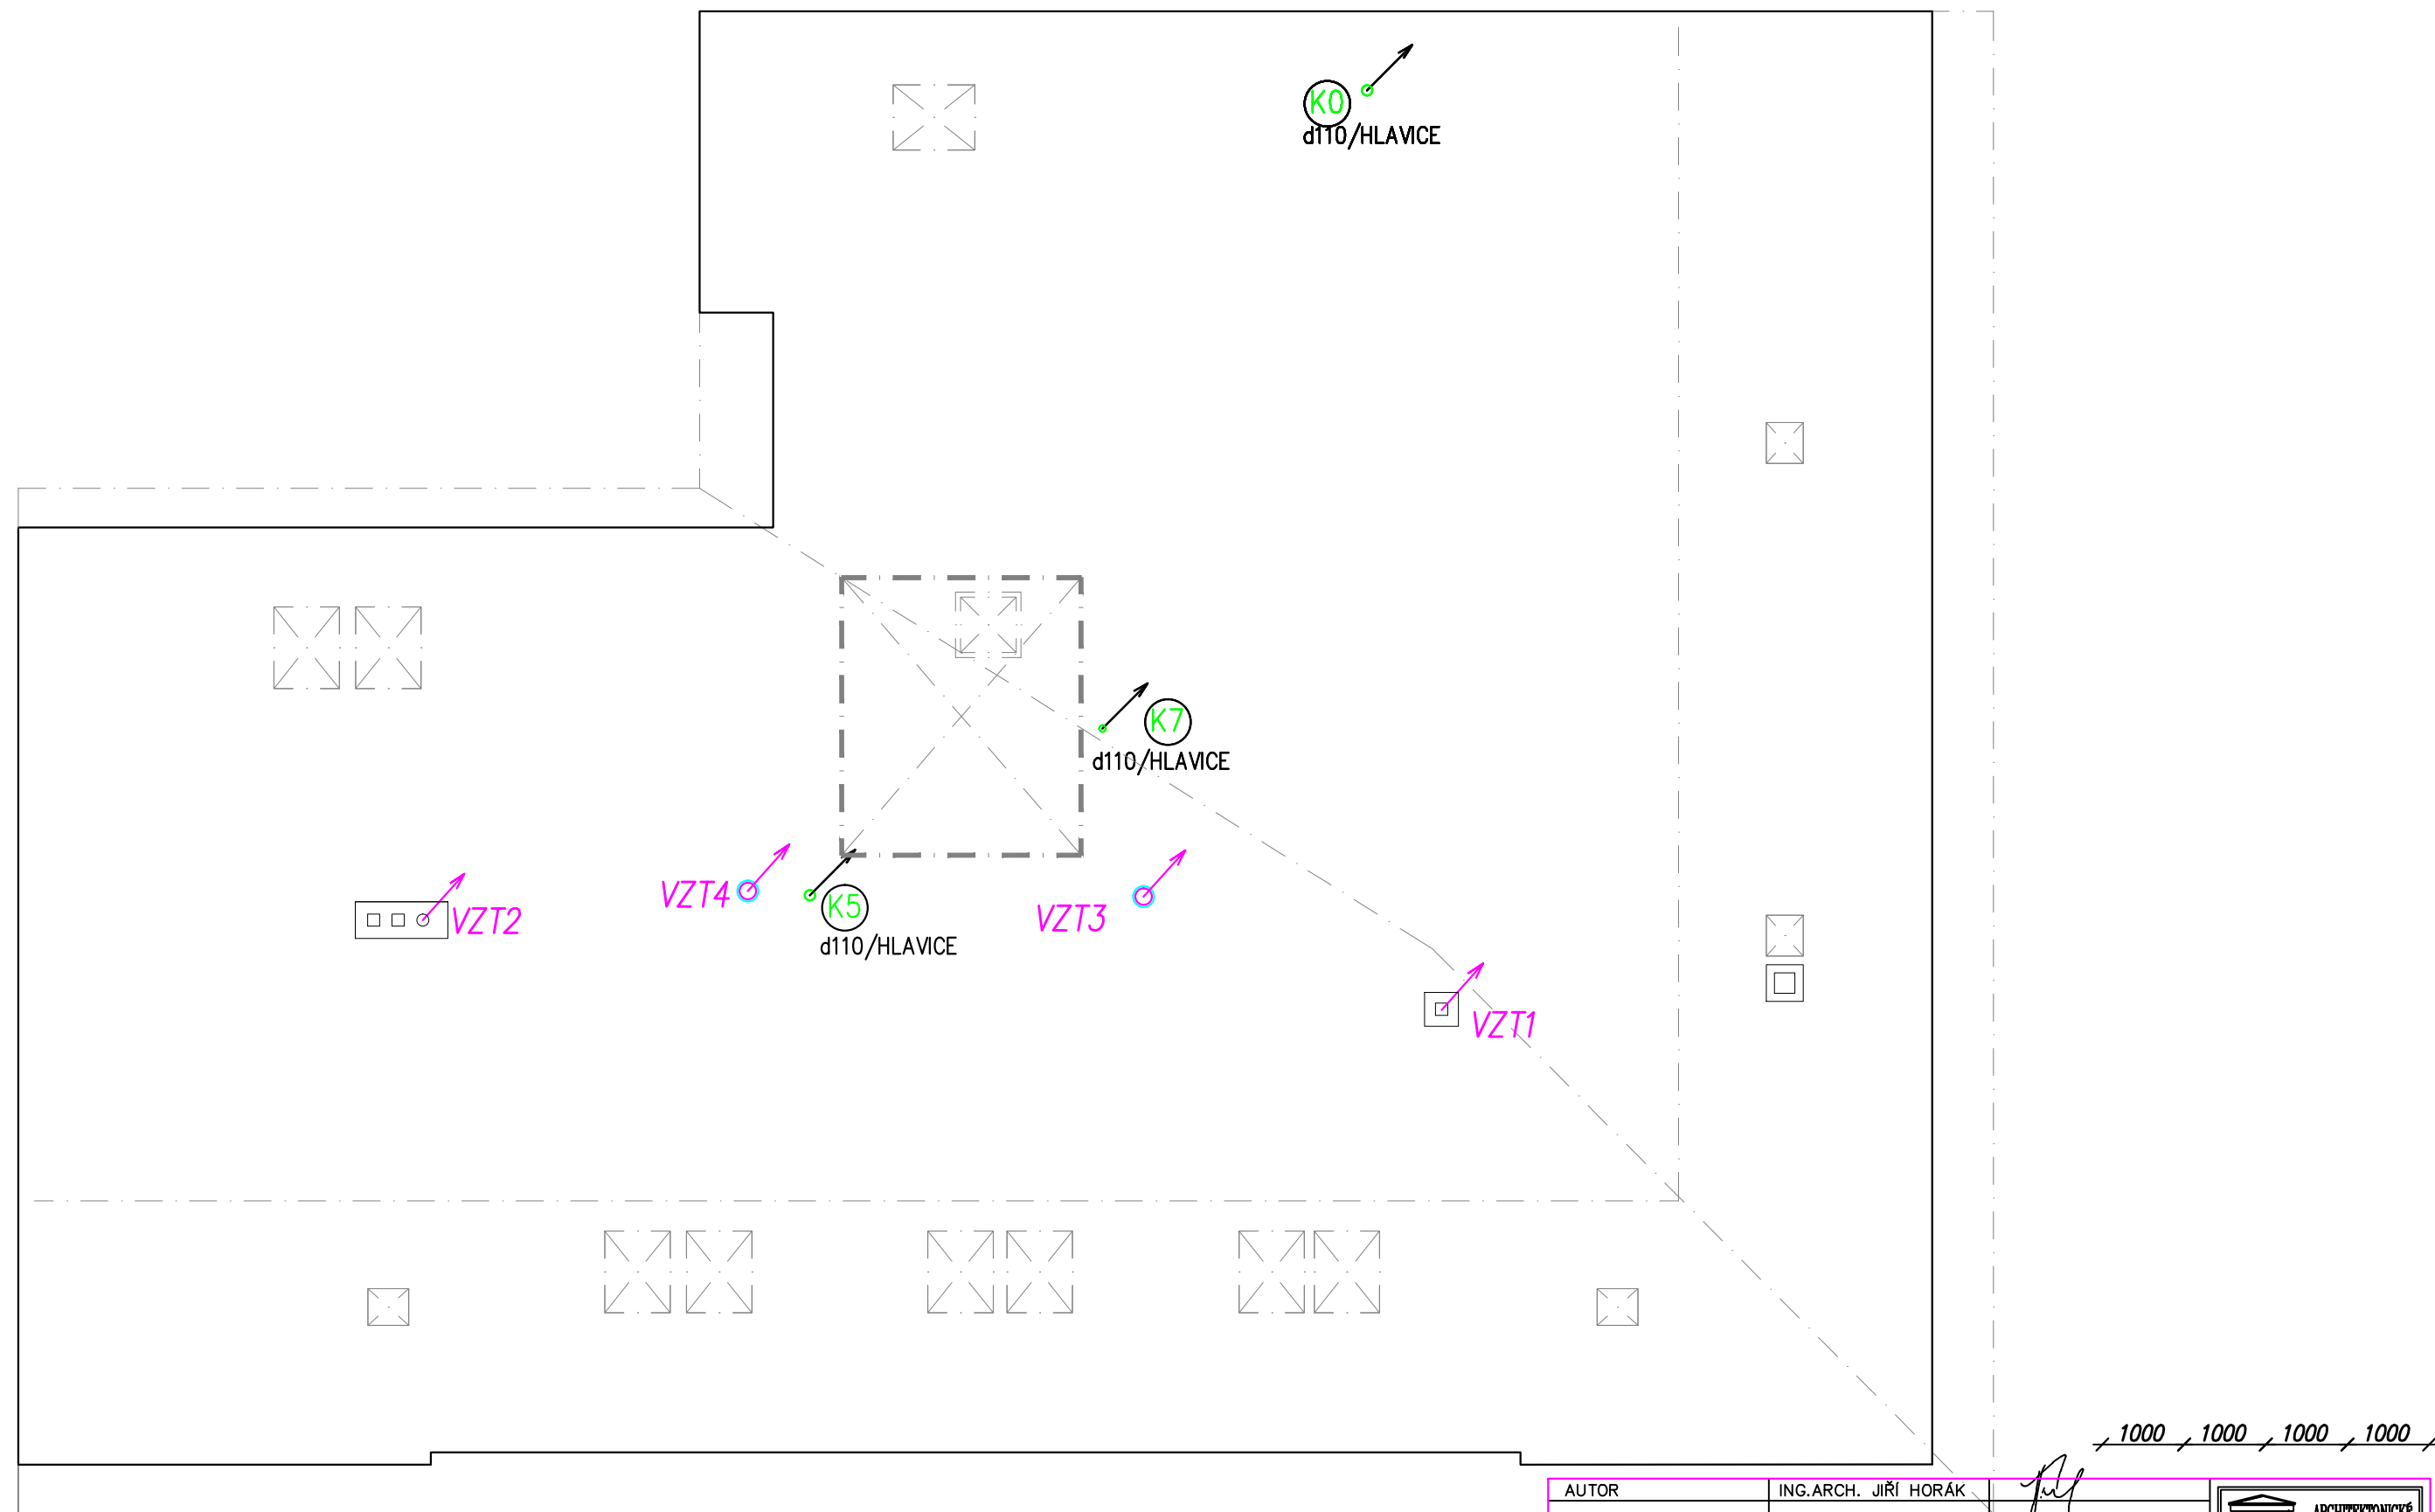 K0
d110/HLAVICE
K7
d110/HLAVICE
VZT4
K5
VZT3
VZT2
d110/HLAVICE
VZT1
1000 1000 1000 1000
AUTOR ING.ARCH. JIŘÍ HORÁK
ARCHITEKTONICKÉ